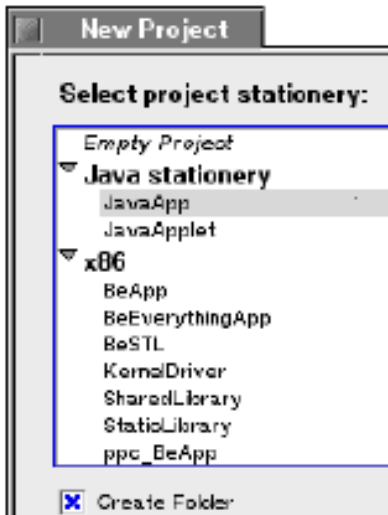 New Project
Select project stationery:
Empty Project
Java stationery
JavaApp
JavaApplet
x86
BeApp
BeEverythingApp
BeSTL
KernelDriver
SharedLibrary
StaticLibrary
ppc_BeApp
Create Folder